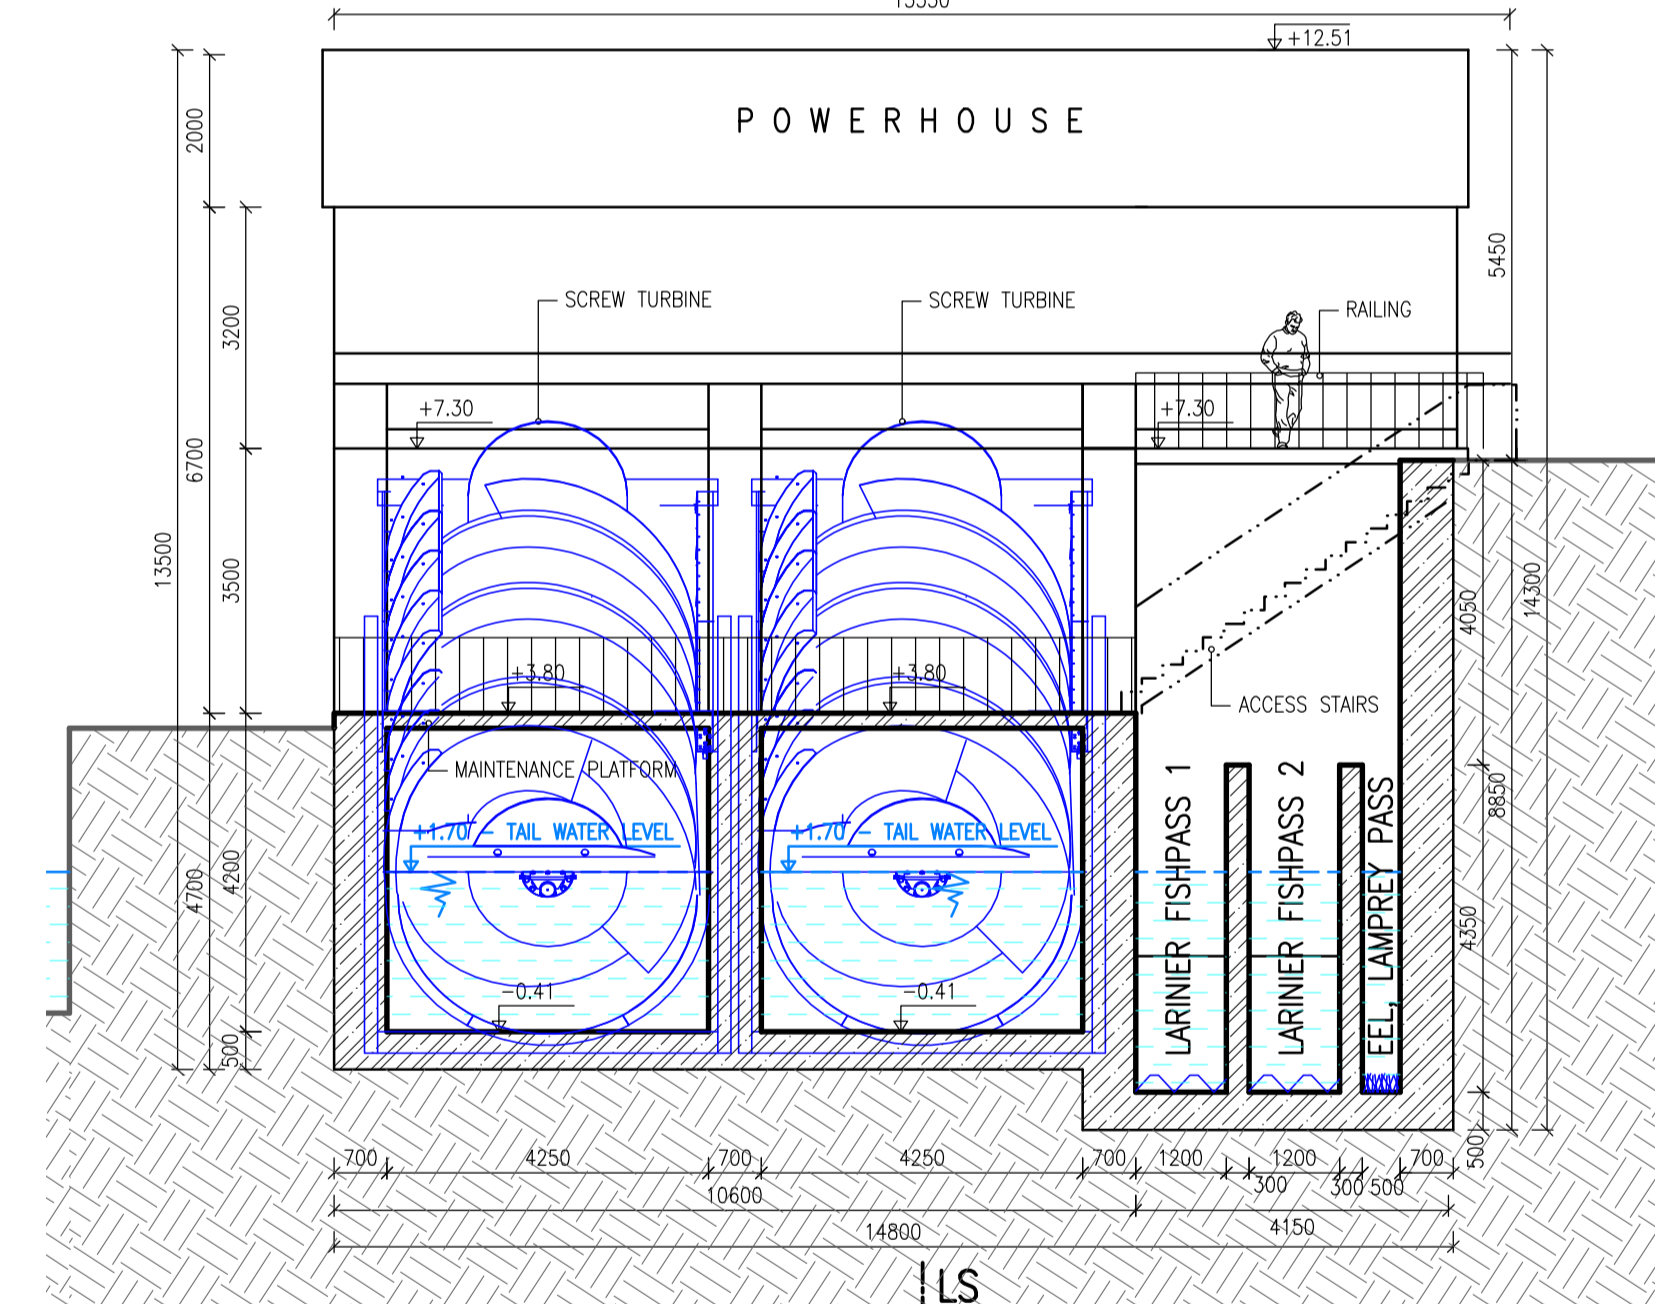 +12.51
POWERHOUSE
2000
5450
SCREW TURBINE
SCREW TURBINE
RAILING
3200
+7.30
+7.30
6700
13500
3500
14300
4050
+3.80
+3.80
ACCESS STAIRS
MAINTENANCE PLATFORM
8850
+1.70 - TAIL WATER LEVEL
+1.70 - TAIL WATER LEVEL
LARINIER FISHPASS 1
LARINIER FISHPASS 2
EEL, LAMPREY PASS
4700
4200
4350
-0.41
-0.41
500
500
700 4250 700 4250 700 1200 1200 700
300 300 500
10600
4150
14800
LS